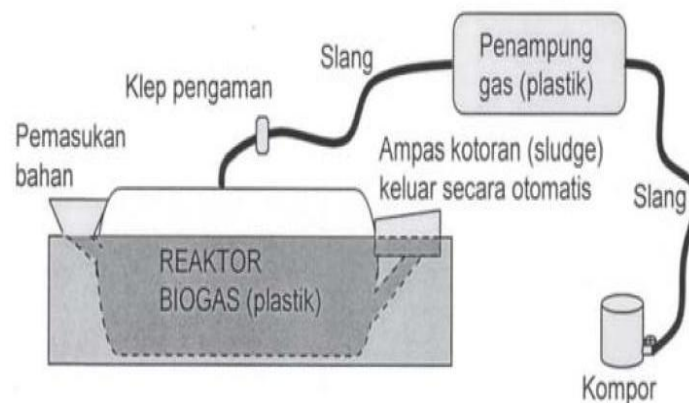 Slang
Penampung
gas (plastik)
Klep pengaman
Pemasukan
bahan
Ampas kotoran (sludge)
keluar secara otomatis
Slang
REAKTOR
BIOGAS (plastik)
Kompor